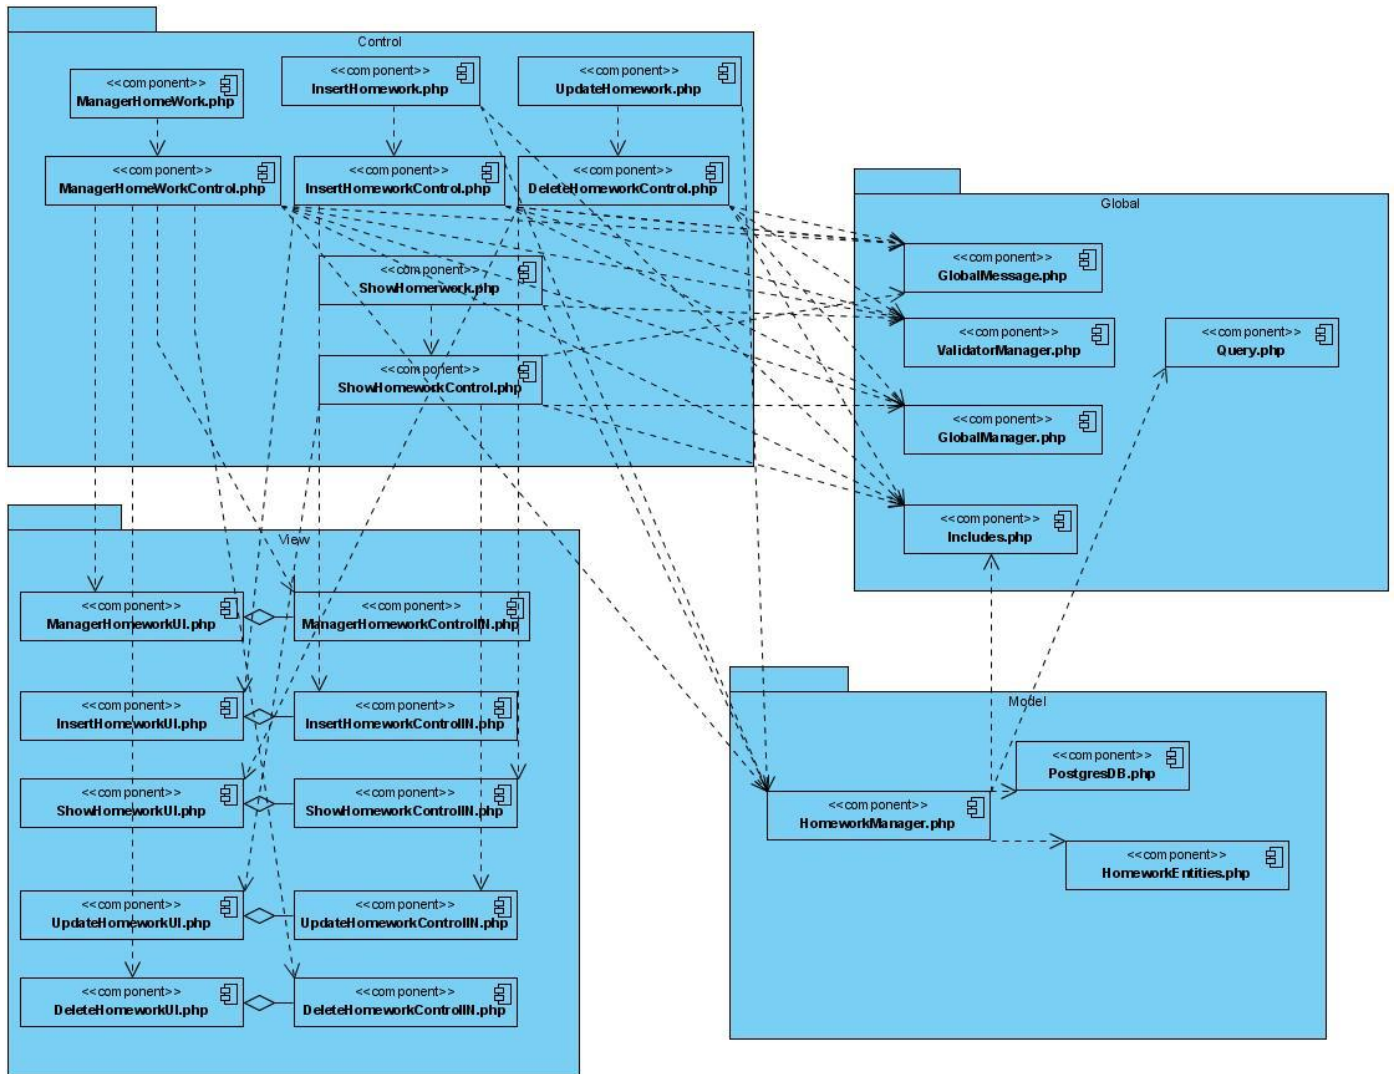 Control
<<component>>
ManagerHomeWork.php
<<component>>
InsertHomework.php
<<component>>
UpdateHomework.php
<<component>>
ManagerHomeWorkControl.php
<<component>>
InsertHomeworkControl.php
<<component>>
DeleteHomeworkControl.php
<<component>>
ShowHomerwork.php
<<component>>
ShowHomeworkControl.php
Global
<<component>>
GlobalMessage.php
<<component>>
ValidatorManager.php
<<component>>
Query.php
<<component>>
GlobalManager.php
<<component>>
Includes.php
View
<<component>>
ManagerHomeworkUI.php
<<component>>
ManagerHomeworkControlIN.php
<<component>>
InsertHomeworkUI.php
<<component>>
InsertHomeworkControlIN.php
<<component>>
ShowHomeworkUI.php
<<component>>
ShowHomeworkControlIN.php
<<component>>
UpdateHomeworkUI.php
<<component>>
UpdateHomeworkControlIN.php
<<component>>
DeleteHomeworkUI.php
<<component>>
DeleteHomeworkControlIN.php
Model
<<component>>
PostgresDB.php
<<component>>
HomeworkManager.php
<<component>>
HomeworkEntities.php